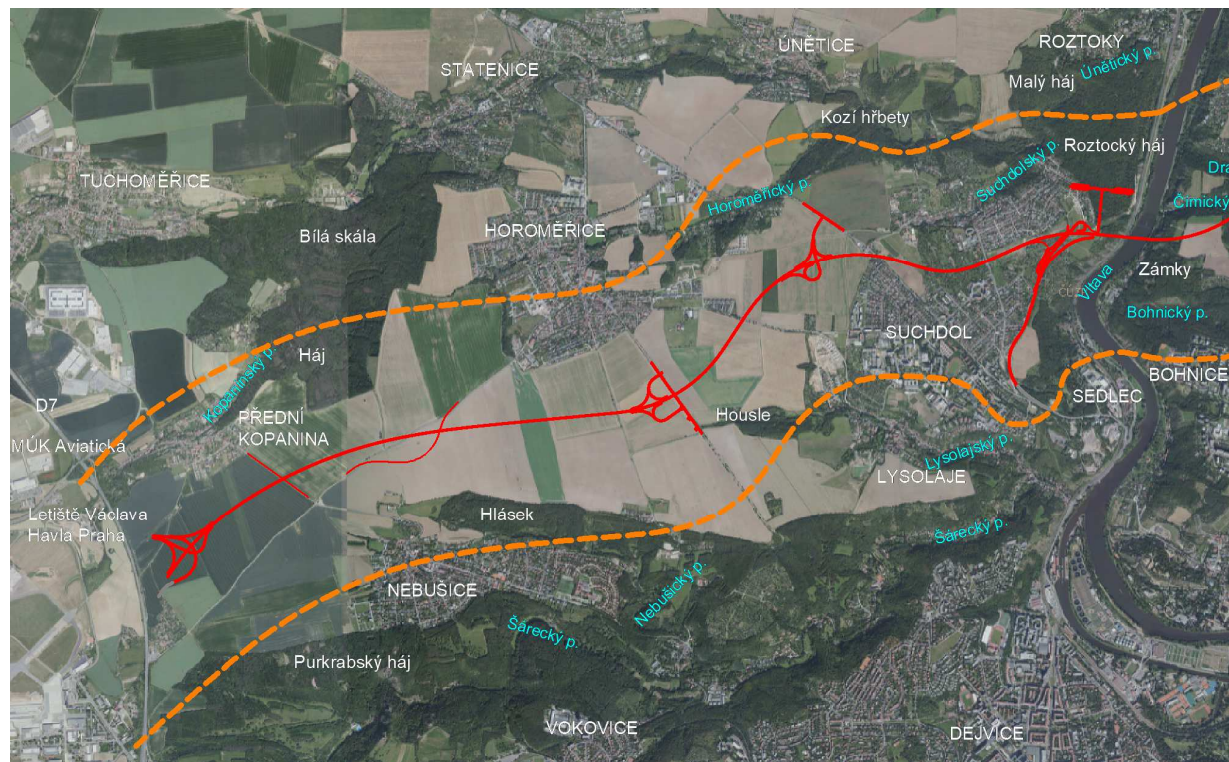 ÚNĚTICE
ROZTOKY
Únětický p.
STATENICE
Malý háj
Kozí hřbety
Roztocký háj
Suchdolský p.
Dra
TUCHOMĚŘICE
Horoměřický p.
Čimický
HOROMĚŘICE
Bílá skála
Zámky
Vltava
Bohnický p.
SUCHDOL
Háj
Kopaninský p.
BOHNICE
SEDLEC
D7
PŘEDNÍ
KOPANINA
Housle
MÚK Aviatická
Lysolajský p.
LYSOLAJE
Letiště Václava
Havla Praha
Hlásek
Šárecký p.
NEBUŠICE
Nebušický p.
Šárecký p.
Purkrabský háj
VOKOVICE
DEJVICE